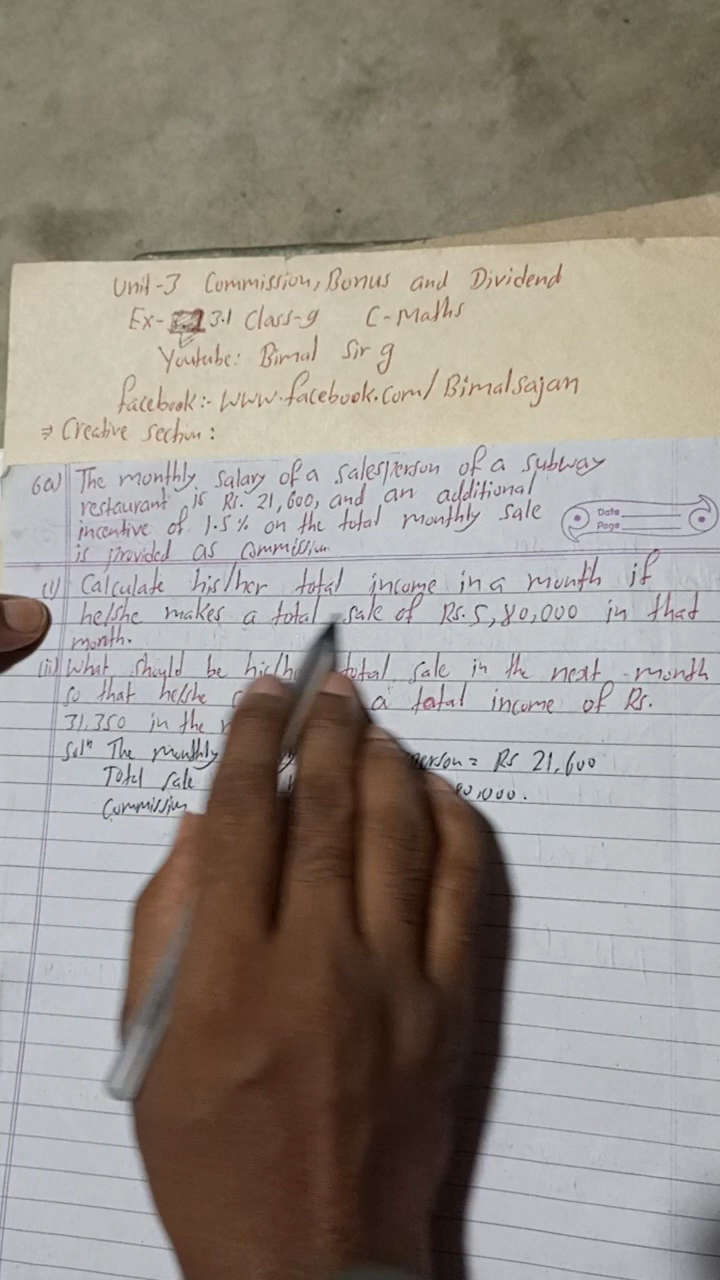 Unit-3 Commission, Bonus and Dividend
Ex- 3.1 Class-9 C-Maths
Youtube: Bimal Sir g
facebook:- www.facebook.com/Bimalsajan
⇒ Creative section:
6a) The monthly salary of a salesperson of a subway
restaurant is Rs. 21,600, and an additional
incentive of 1.5% on the total monthly sale
is provided as commission
Date
Page
(i) Calculate his/her total income in a month if
he/she makes a total sale of Rs. 5,80,000 in that
month.
(ii) What should be his/her total sale in the next month
so that he/she a total income of Rs.
31,350 in the
Solⁿ The monthly person = Rs 21,600
Total sale 80,000.
Commission